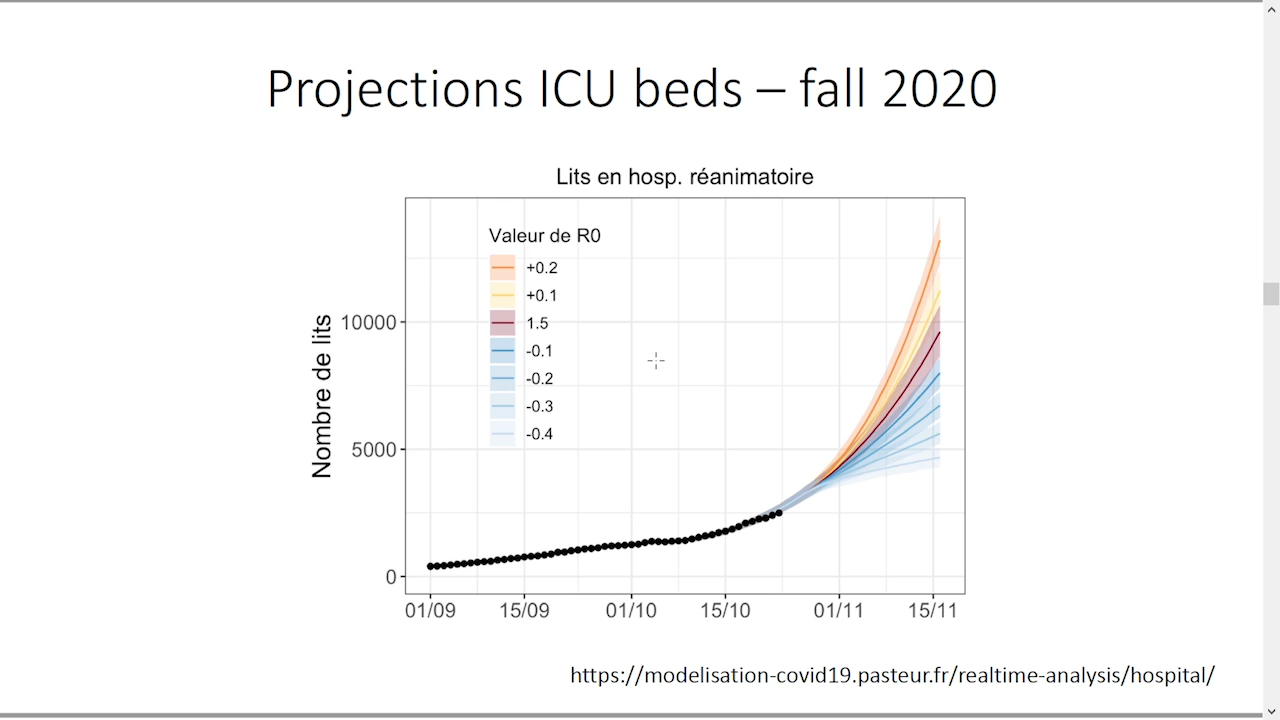 Projections ICU beds – fall 2020
Lits en hosp. réanimatoire
Valeur de R0
+0.2
+0.1
1.5
-0.1
-0.2
-0.3
-0.4
Nombre de lits
10000
5000
0
01/09 15/09 01/10 15/10 01/11 15/11
https://modelisation-covid19.pasteur.fr/realtime-analysis/hospital/